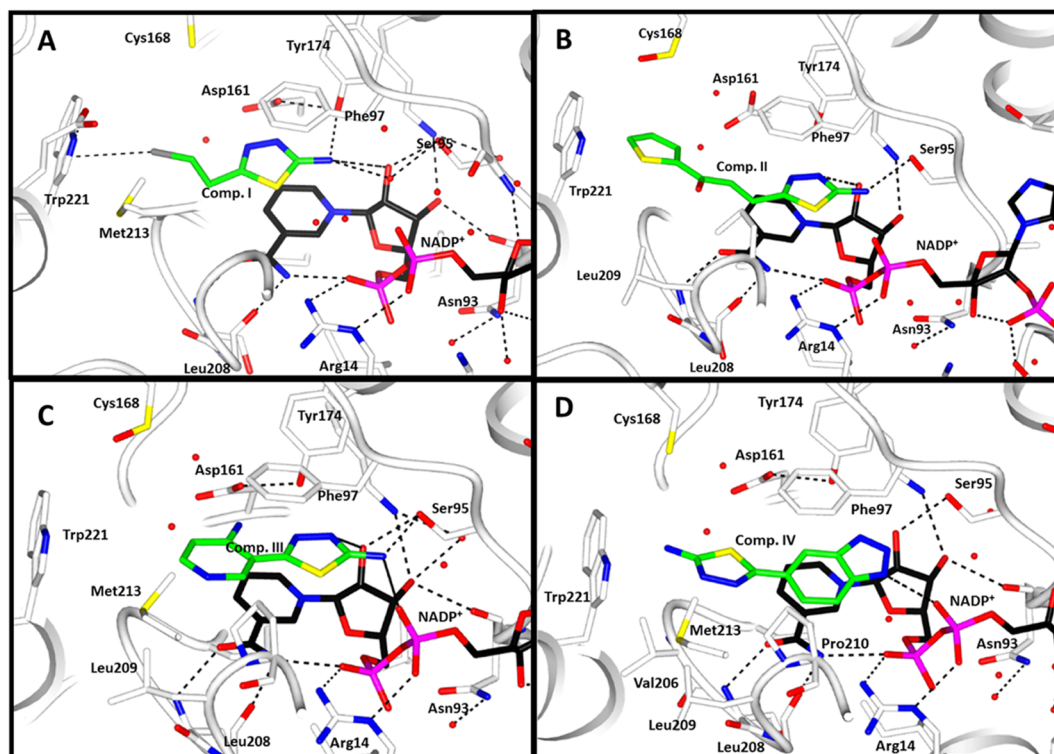 A
Cys168
Tyr174
Asp161
Phe97
Ser95
Trp221
Comp. I
Met213
NADP+
Asn93
Leu208
Arg14
B
Cys168
Tyr174
Asp161
Phe97
Ser95
Trp221
Comp. II
Leu209
NADP+
Asn93
Leu208
Arg14
C
Cys168
Tyr174
Asp161
Phe97
Ser95
Trp221
Comp. III
Met213
NADP⁺
Leu209
Asn93
Leu208
Arg14
D
Cys168
Tyr174
Asp161
Phe97
Ser95
Comp. IV
Trp221
NADP⁺
Met213
Pro210
Asn93
Val206
Leu209
Leu208
Arg14